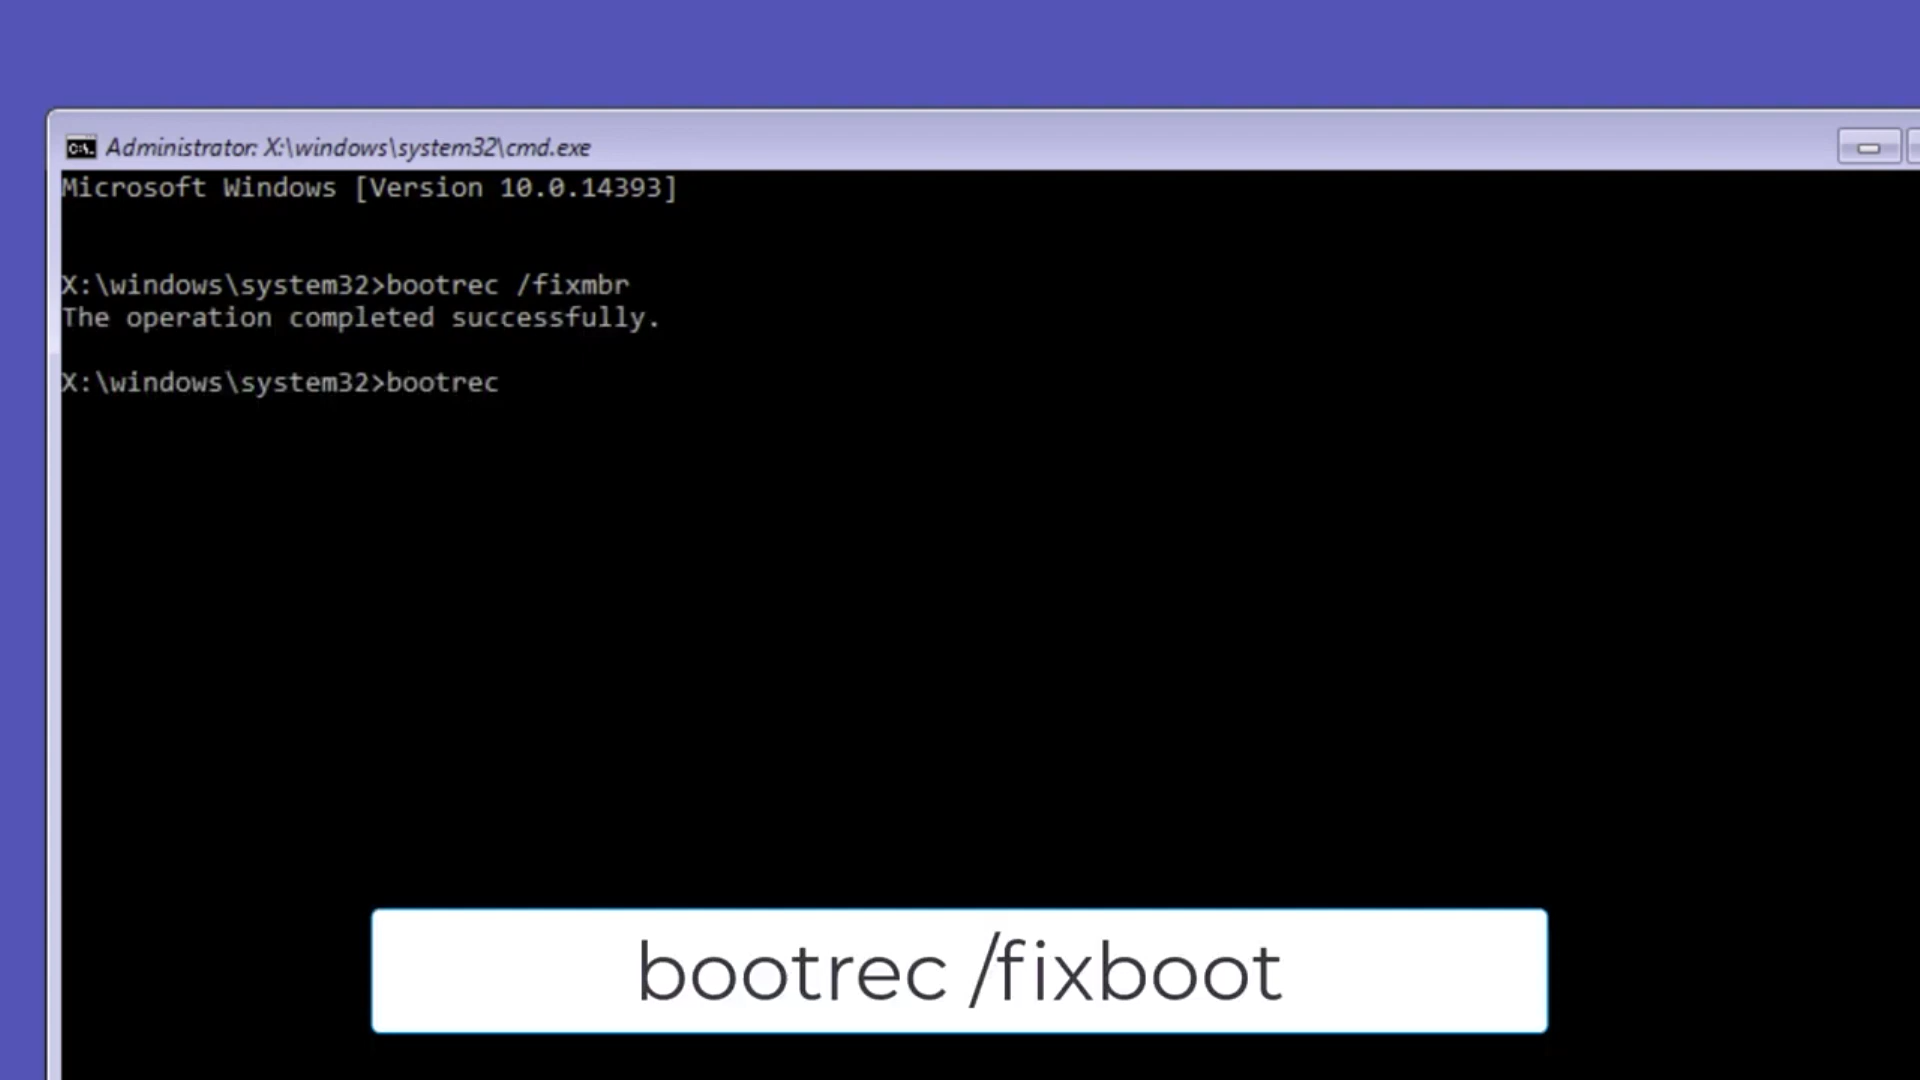 Administrator: X:\windows\system32\cmd.exe
Microsoft Windows [Version 10.0.14393]
X:\windows\system32>bootrec /fixmbr
The operation completed successfully.
X:\windows\system32>bootrec
bootrec /fixboot